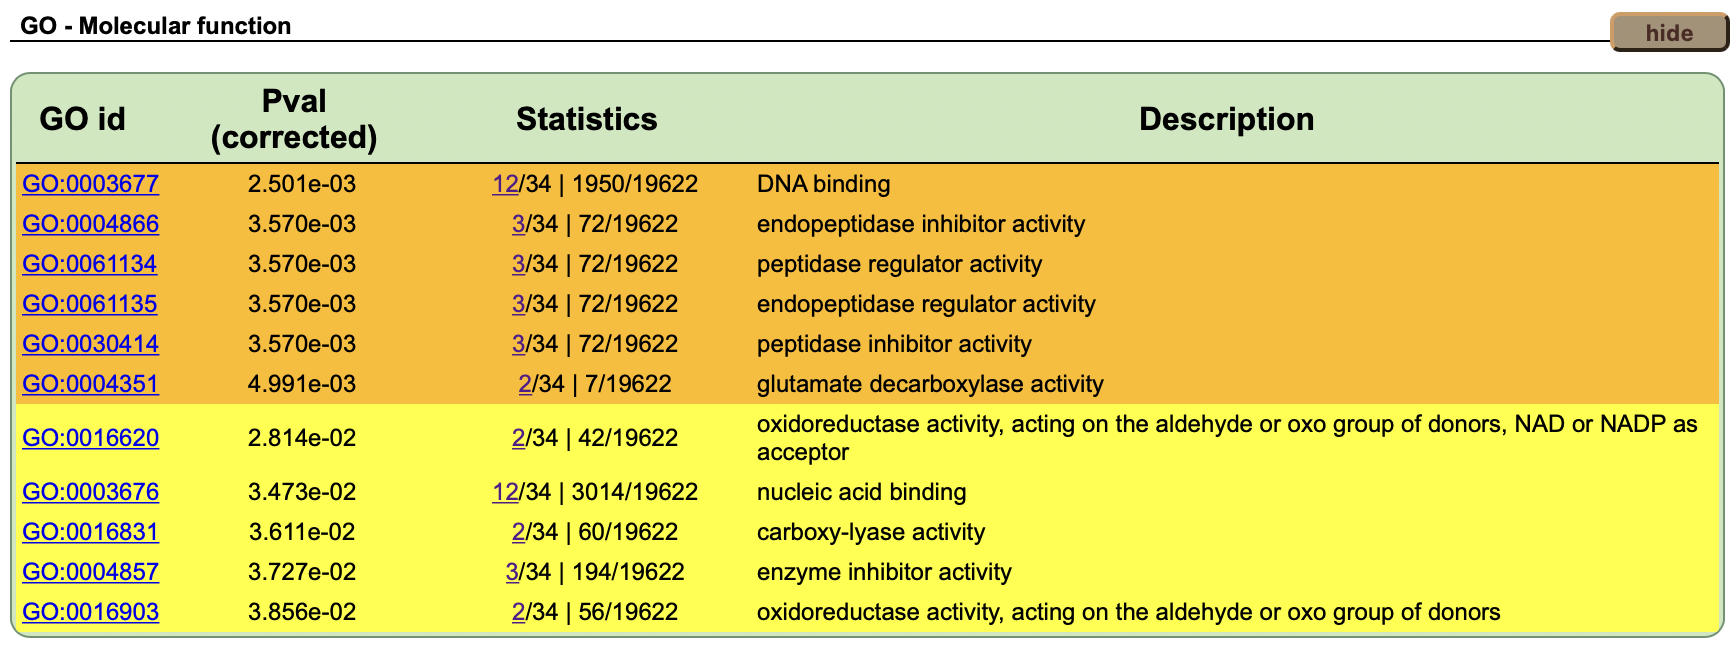 GO - Molecular function
hide
GO id Pval (corrected) Statistics Description
GO:0003677 2.501e-03 12/34 | 1950/19622 DNA binding
GO:0004866 3.570e-03 3/34 | 72/19622 endopeptidase inhibitor activity
GO:0061134 3.570e-03 3/34 | 72/19622 peptidase regulator activity
GO:0061135 3.570e-03 3/34 | 72/19622 endopeptidase regulator activity
GO:0030414 3.570e-03 3/34 | 72/19622 peptidase inhibitor activity
GO:0004351 4.991e-03 2/34 | 7/19622 glutamate decarboxylase activity
GO:0016620 2.814e-02 2/34 | 42/19622 oxidoreductase activity, acting on the aldehyde or oxo group of donors, NAD or NADP as
acceptor
GO:0003676 3.473e-02 12/34 | 3014/19622 nucleic acid binding
GO:0016831 3.611e-02 2/34 | 60/19622 carboxy-lyase activity
GO:0004857 3.727e-02 3/34 | 194/19622 enzyme inhibitor activity
GO:0016903 3.856e-02 2/34 | 56/19622 oxidoreductase activity, acting on the aldehyde or oxo group of donors